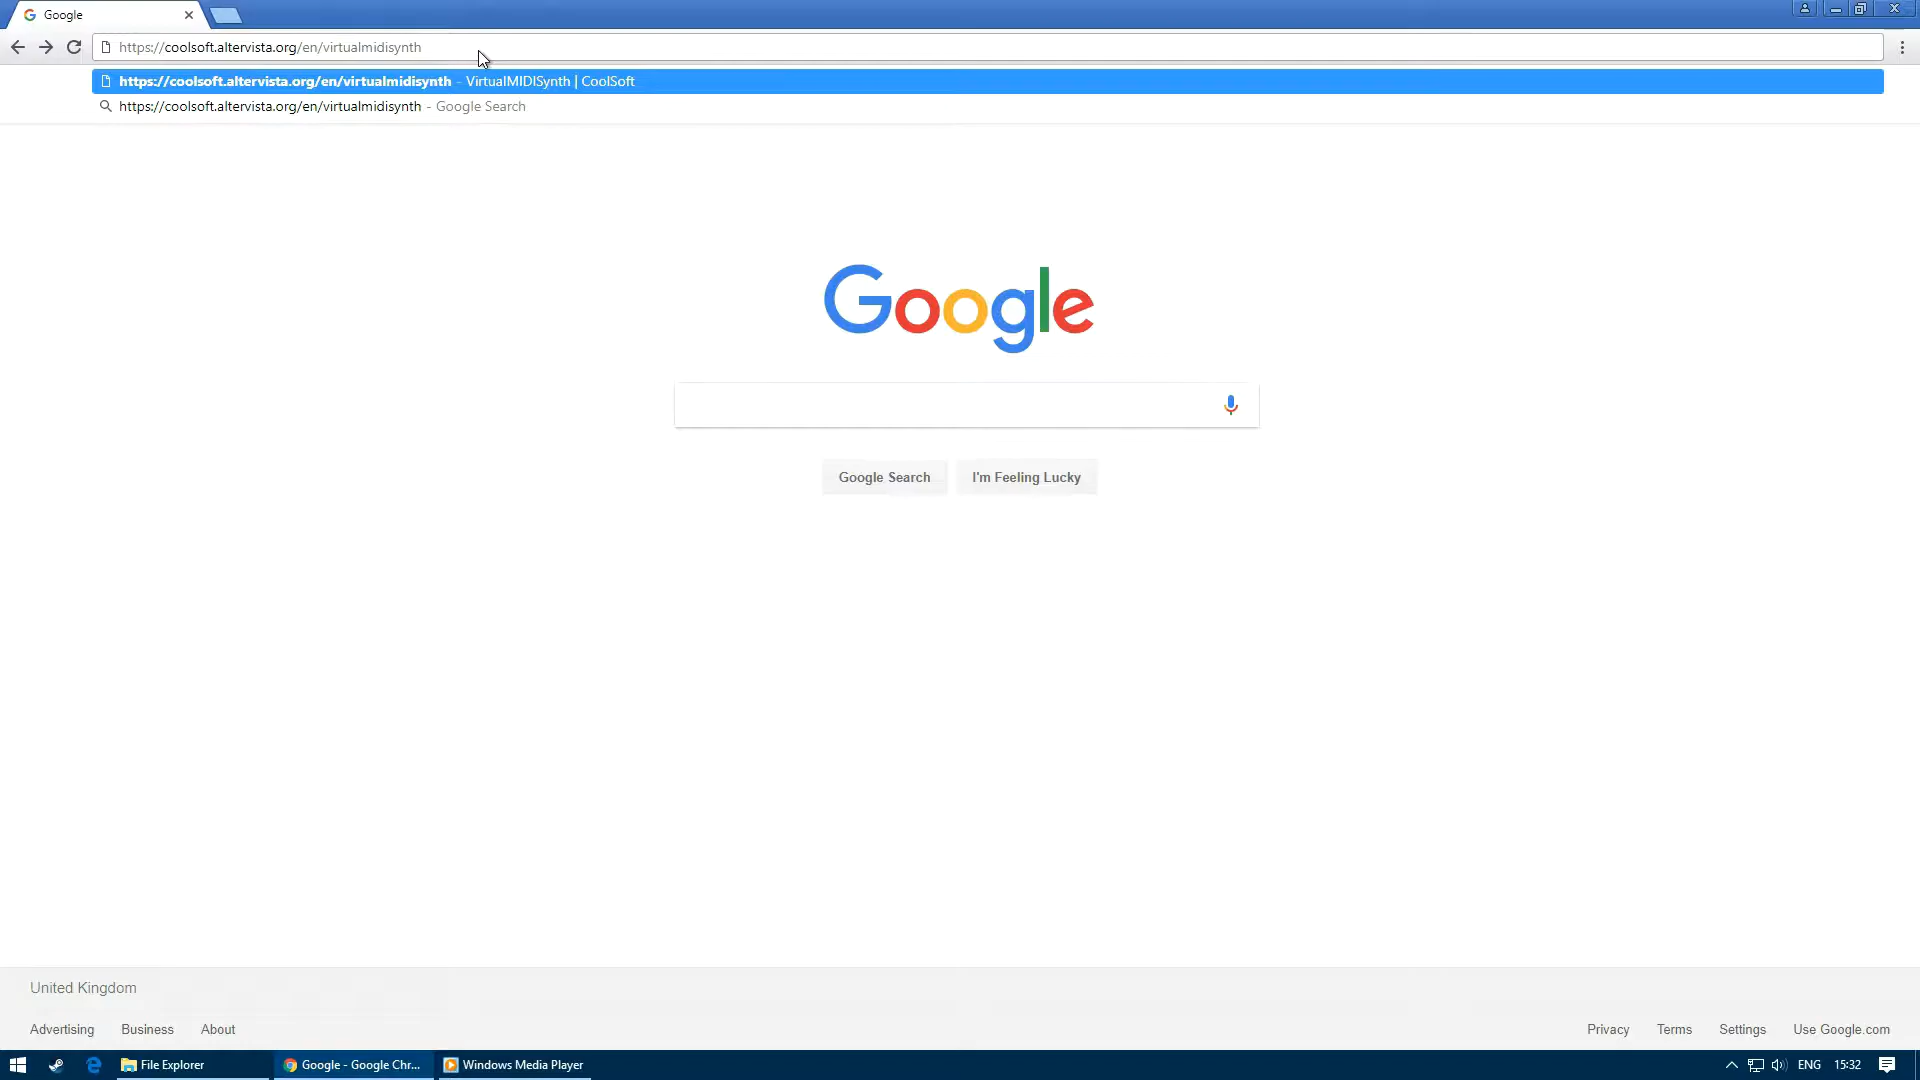 Google
https://coolsoft.altervista.org/en/virtualmidisynth
https://coolsoft.altervista.org/en/virtualmidisynth - VirtualMIDISynth | CoolSoft
https://coolsoft.altervista.org/en/virtualmidisynth - Google Search
Google
Google Search I'm Feeling Lucky
United Kingdom
Advertising Business About Privacy Terms Settings Use Google.com
File Explorer Google - Google Chr... Windows Media Player ENG 15:32